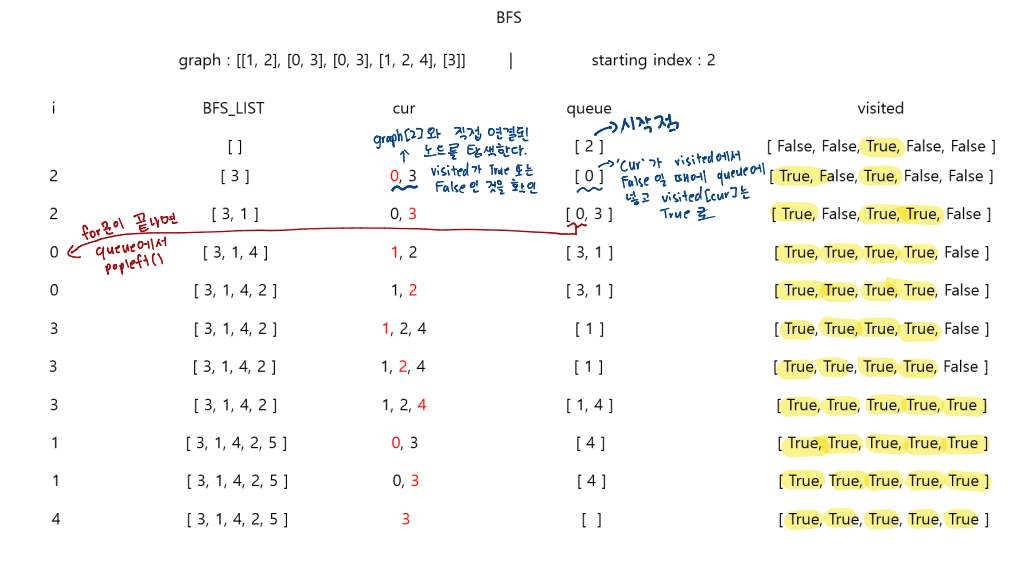 BFS
graph : [[1, 2], [0, 3], [0, 3], [1, 2, 4], [3]] | starting index : 2
i BFS_LIST cur queue visited
graph[2]와 직접 연결된
노드를 탐색한다.
visited가 True 또는
False인 것을 확인
시작점
'cur'가 visited에서
False일 때에 queue에
넣고 visited[cur]는
True로
[ ] [ 2 ] [ False, False, True, False, False ]
2 [ 3 ] 0, 3 [ 0 ] [ True, False, True, False, False, ]
2 [ 3, 1 ] 0, 3 [ 0, 3 ] [ True, False, True, True, False ]
for문이 끝나면
queue에서
popleft()
0 [ 3, 1, 4 ] 1, 2 [ 3, 1 ] [ True, True, True, True, False ]
0 [ 3, 1, 4, 2 ] 1, 2 [ 3, 1 ] [ True, True, True, True, False ]
3 [ 3, 1, 4, 2 ] 1, 2, 4 [ 1 ] [ True, True, True, True, False ]
3 [ 3, 1, 4, 2 ] 1, 2, 4 [ 1 ] [ True, True, True, True, False ]
3 [ 3, 1, 4, 2 ] 1, 2, 4 [ 1, 4 ] [ True, True, True, True, True ]
1 [ 3, 1, 4, 2, 5 ] 0, 3 [ 4 ] [ True, True, True, True, True ]
1 [ 3, 1, 4, 2, 5 ] 0, 3 [ 4 ] [ True, True, True, True, True ]
4 [ 3, 1, 4, 2, 5 ] 3 [ ] [ True, True, True, True, True ]